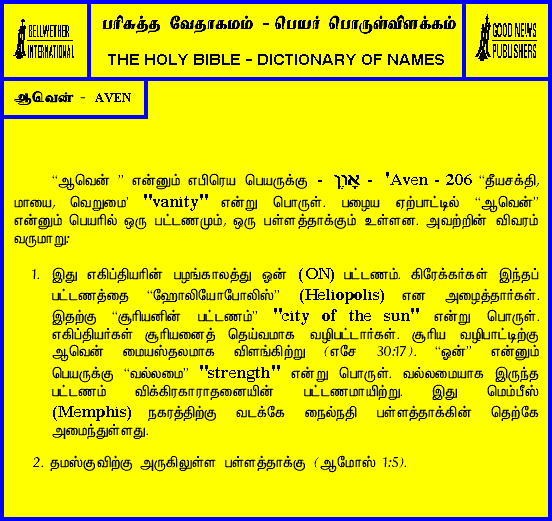 BELLWETHER
INTERNATIONAL
பரிசுத்த வேதாகமம் - பெயர் பொருள்விளக்கம்
THE HOLY BIBLE - DICTIONARY OF NAMES
GOOD NEWS
PUBLISHERS
ஆவென் - AVEN
“ஆவென் ” என்னும் எபிரெய பெயருக்கு - אָוֶן - 'Aven - 206 “தீயசக்தி,
மாயை, வெறுமை' "vanity" என்று பொருள். பழைய ஏற்பாட்டில் “ஆவென்”
என்னும் பெயரில் ஒரு பட்டணமும், ஒரு பள்ளத்தாக்கும் உள்ளன. அவற்றின் விவரம்
வருமாறு:
1. இது எகிப்தியரின் பழங்காலத்து ஓன் (ON) பட்டணம். கிரேக்கர்கள் இந்தப்
பட்டணத்தை “ஹோலியோபோலிஸ்” (Heliopolis) என அழைத்தார்கள்.
இதற்கு “சூரியனின் பட்டணம்” "city of the sun" என்று பொருள்.
எகிப்தியர்கள் சூரியனைத் தெய்வமாக வழிபட்டார்கள். சூரிய வழிபாட்டிற்கு
ஆவென் மையஸ்தலமாக விளங்கிற்று (எசே 30:17). “ஓன்” என்னும்
பெயருக்கு “வல்லமை” "strength" என்று பொருள். வல்லமையாக இருந்த
பட்டணம் விக்கிரகாராதனையின் பட்டணமாயிற்று. இது மெம்பீஸ்
(Memphis) நகரத்திற்கு வடக்கே நைல்நதி பள்ளத்தாக்கின் தெற்கே
அமைந்துள்ளது.
2. தமஸ்குவிற்கு அருகிலுள்ள பள்ளத்தாக்கு (ஆமோஸ் 1:5).